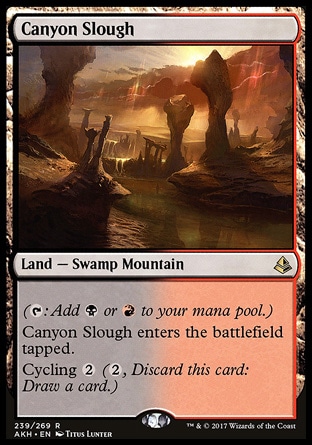 Canyon Slough
Land — Swamp Mountain
(T: Add B or R to your mana pool.)
Canyon Slough enters the battlefield
tapped.
Cycling 2 (2, Discard this card:
Draw a card.)
239/269 R
AKH • EN Titus Lunter
™ & © 2017 Wizards of the Coast